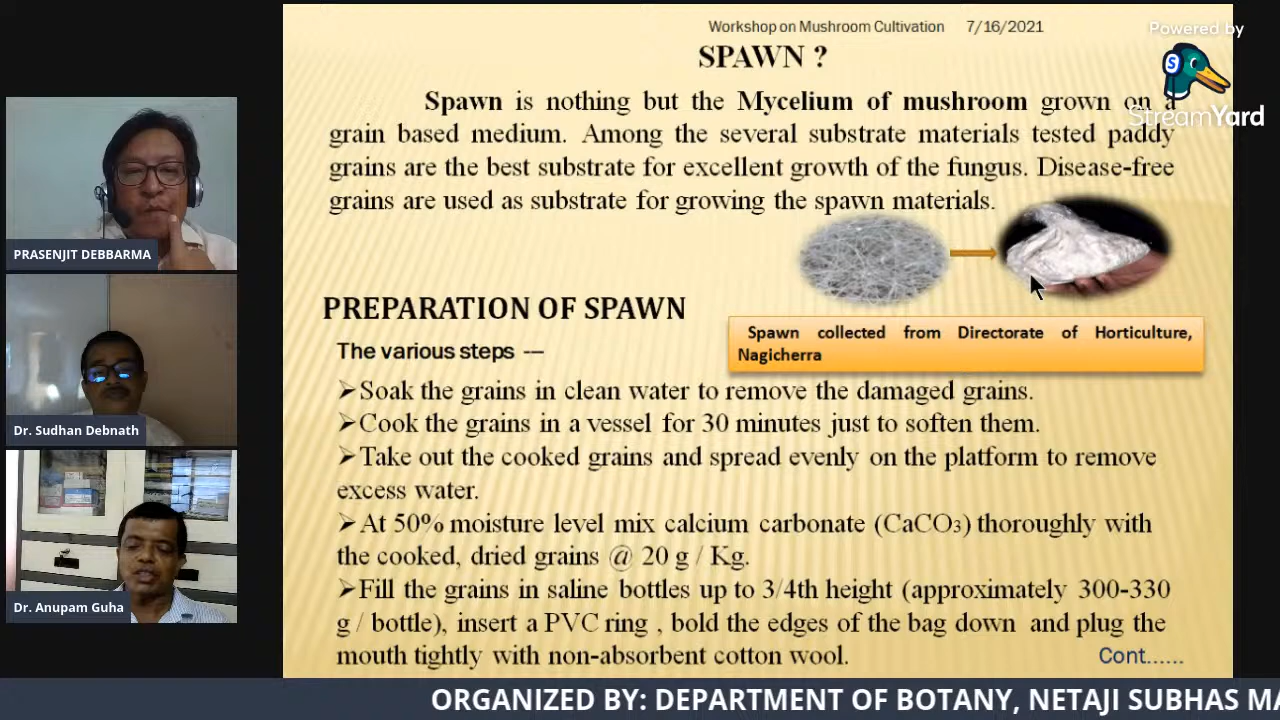 Workshop on Mushroom Cultivation 7/16/2021
Powered by
StreamYard
SPAWN ?
Spawn is nothing but the Mycelium of mushroom grown on a
grain based medium. Among the several substrate materials tested paddy
grains are the best substrate for excellent growth of the fungus. Disease-free
grains are used as substrate for growing the spawn materials.
PREPARATION OF SPAWN
Spawn collected from Directorate of Horticulture,
Nagicherra
The various steps ---
➢Soak the grains in clean water to remove the damaged grains.
➢Cook the grains in a vessel for 30 minutes just to soften them.
➢Take out the cooked grains and spread evenly on the platform to remove
excess water.
➢At 50% moisture level mix calcium carbonate (CaCO3) thoroughly with
the cooked, dried grains @ 20 g / Kg.
➢Fill the grains in saline bottles up to 3/4th height (approximately 300-330
g / bottle), insert a PVC ring , bold the edges of the bag down and plug the
mouth tightly with non-absorbent cotton wool.
Cont......
PRASENJIT DEBBARMA
Dr. Sudhan Debnath
Dr. Anupam Guha
ORGANIZED BY: DEPARTMENT OF BOTANY, NETAJI SUBHAS MA